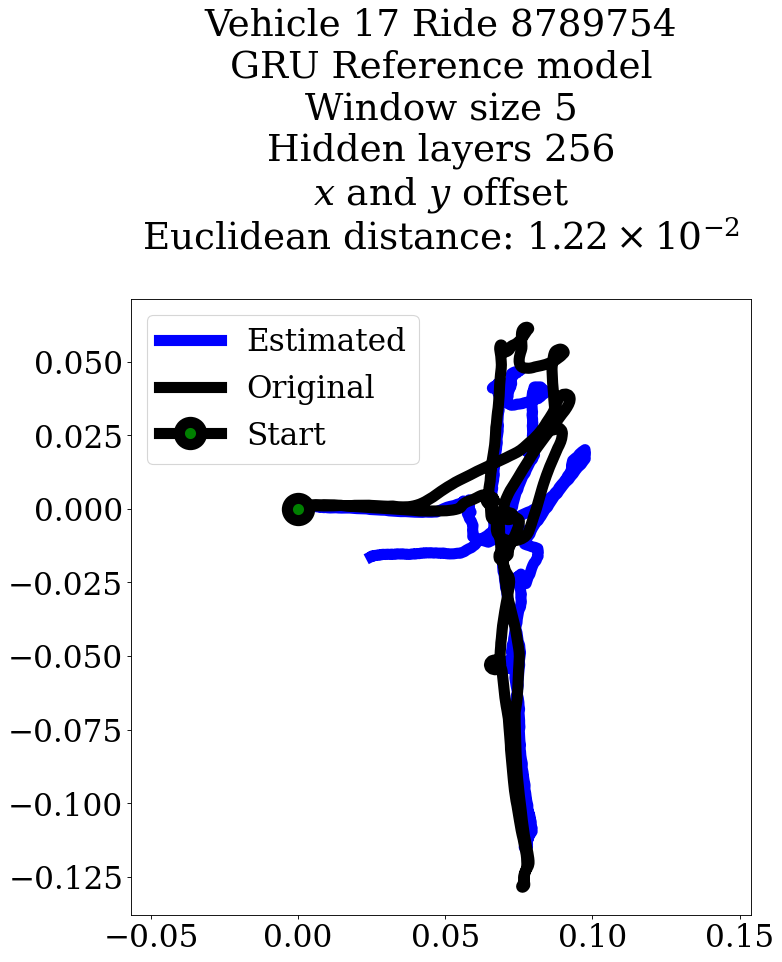 Vehicle 17 Ride 8789754
GRU Reference model
Window size 5
Hidden layers 256
x and y offset
Euclidean distance: 1.22 × 10⁻²
Estimated
Original
Start
0.050
0.025
0.000
−0.025
−0.050
−0.075
−0.100
−0.125
−0.05 0.00 0.05 0.10 0.15